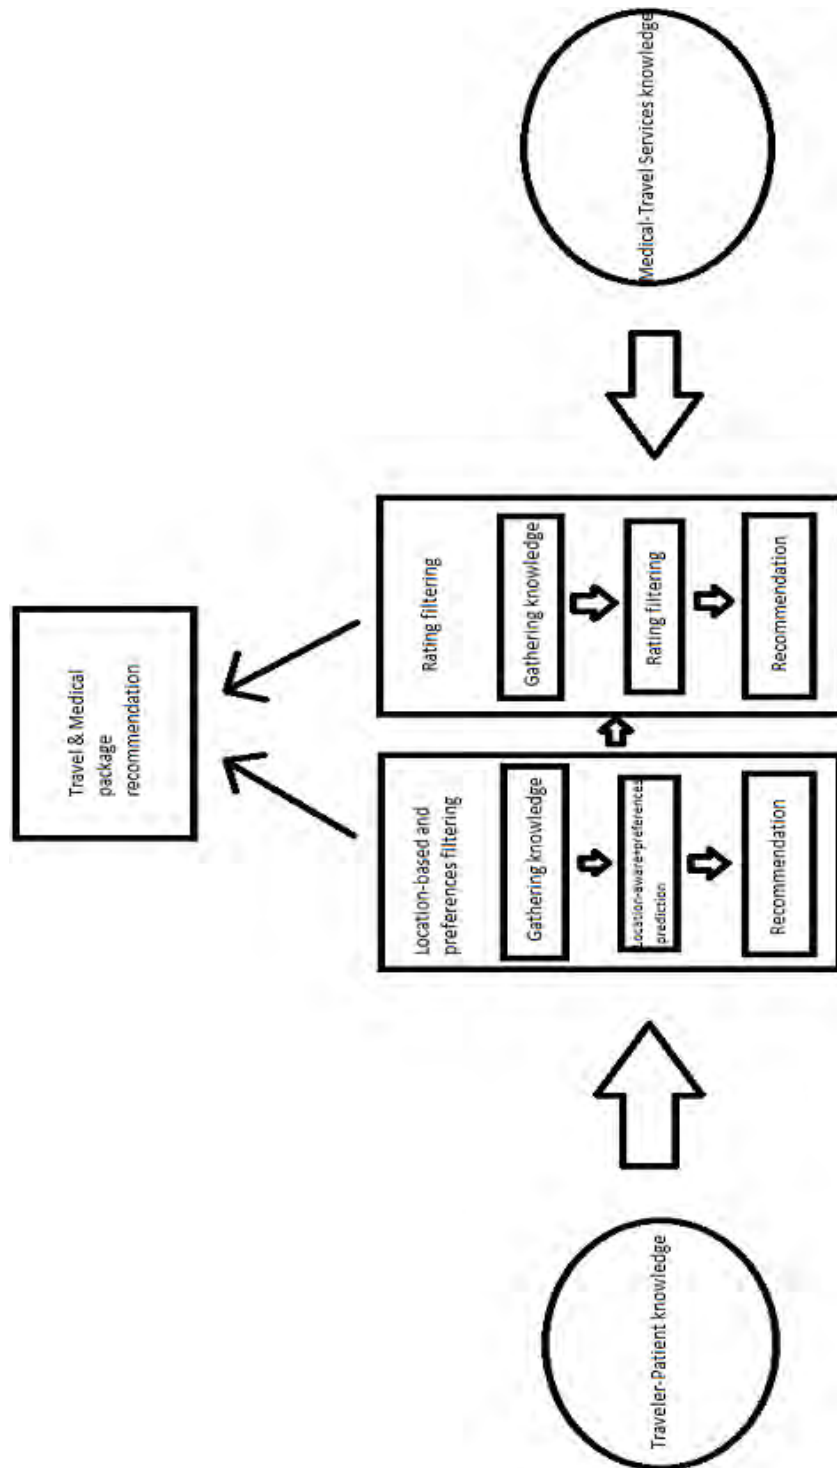 Travel & Medical
package
recommendation
Location-based and
preferences filtering
Gathering knowledge
Location-aware+preferences
prediction
Recommendation
Rating filtering
Gathering knowledge
Rating filtering
Recommendation
Traveler-Patient knowledge
Medical-Travel Services knowledge